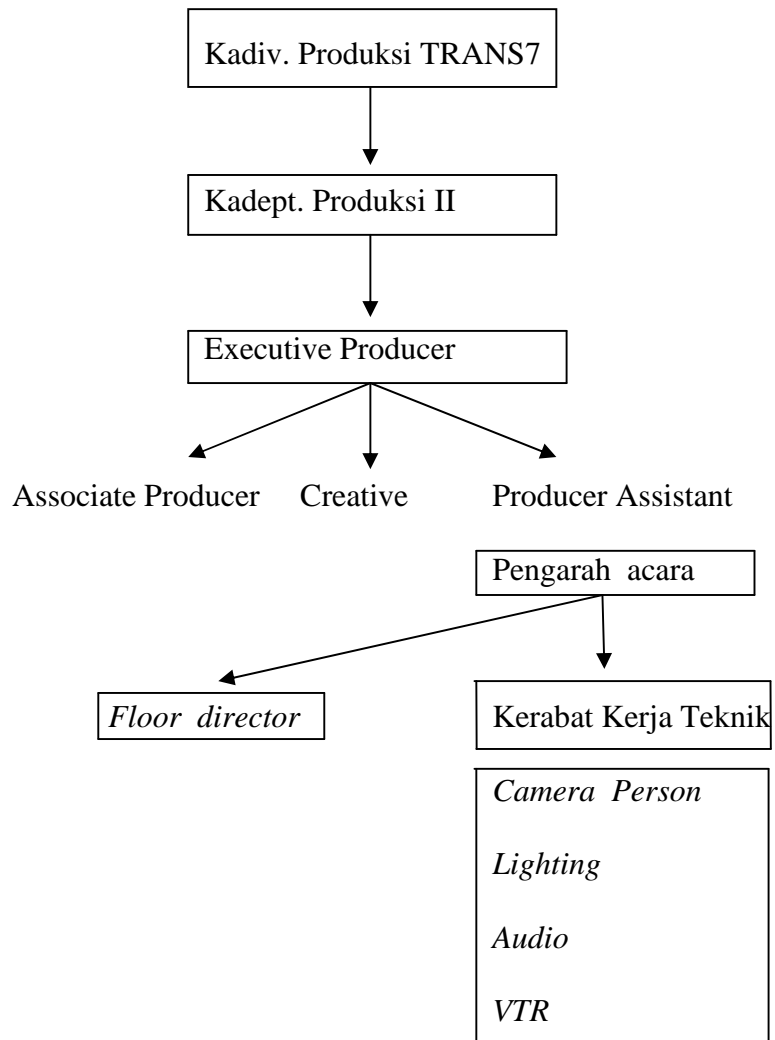 Kadiv. Produksi TRANS7
Kadept. Produksi II
Executive Producer
Associate Producer Creative Producer Assistant
Pengarah acara
Floor director Kerabat Kerja Teknik
Camera Person
Lighting
Audio
VTR